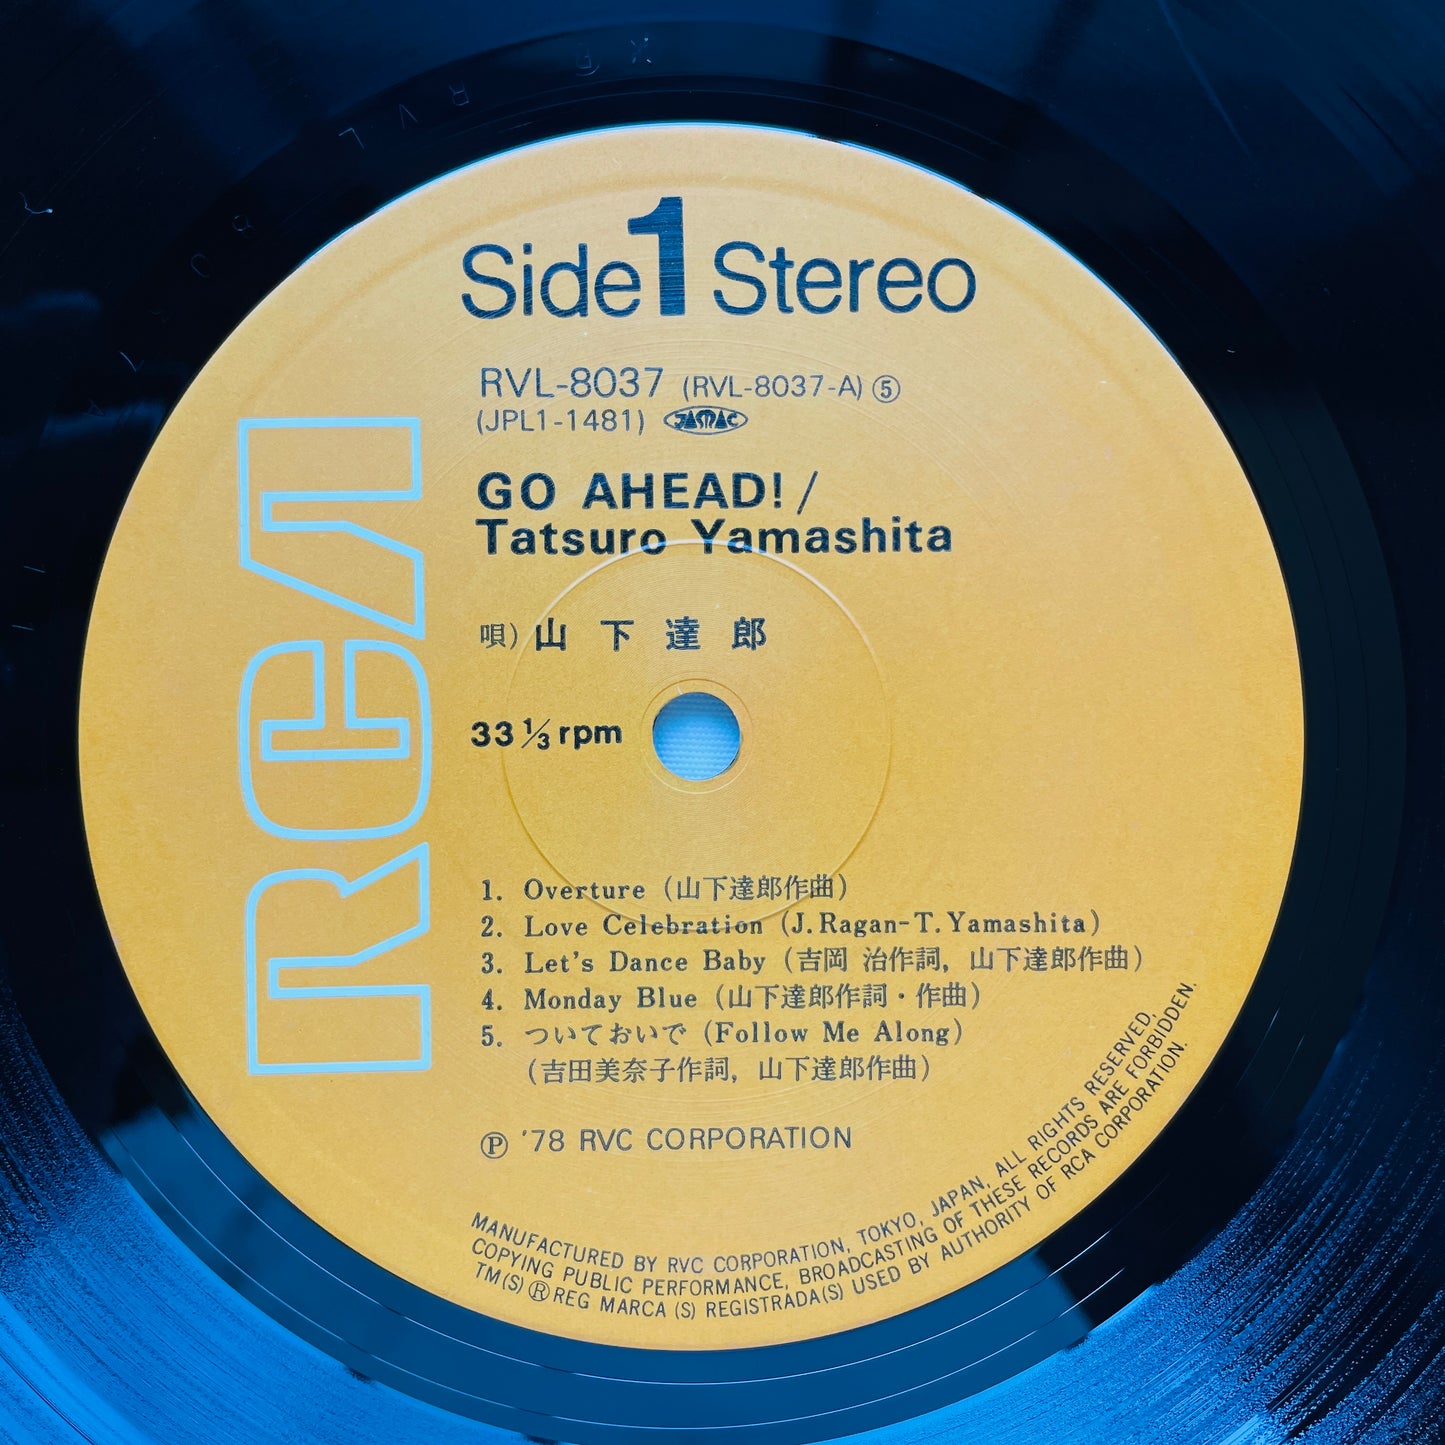 Side 1 Stereo
RVL-8037 (RVL-8037-A) ⑤
(JPL1-1481) JASRAC
GO AHEAD! /
Tatsuro Yamashita
唄) 山下達郎
33 1/3 rpm
RCA
1. Overture (山下達郎作曲)
2. Love Celebration (J. Ragan-T. Yamashita)
3. Let's Dance Baby (吉岡 治作詞, 山下達郎作曲)
4. Monday Blue (山下達郎作詞・作曲)
5. ついておいで (Follow Me Along)
(吉田美奈子作詞, 山下達郎作曲)
Ⓟ '78 RVC CORPORATION
MANUFACTURED BY RVC CORPORATION, TOKYO, JAPAN, ALL RIGHTS RESERVED,
COPYING PUBLIC PERFORMANCE, BROADCASTING OF THESE RECORDS ARE FORBIDDEN.
TM(S) ® REG MARCA (S) REGISTRADA(S) USED BY AUTHORITY OF RCA CORPORATION.